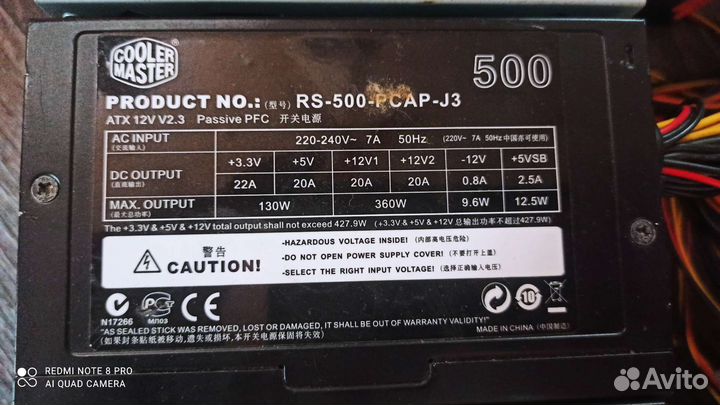 COOLER
MASTER
500
PRODUCT NO.: (型号) RS-500-PCAP-J3
ATX 12V V2.3 Passive PFC 开关电源
AC INPUT (交流输入) 220-240V~ 7A 50Hz (220V~ 7A 50Hz 中国亦可使用)
DC OUTPUT (直流输出) +3.3V +5V +12V1 +12V2 -12V +5VSB
22A 20A 20A 20A 0.8A 2.5A
MAX. OUTPUT (最大总功率) 130W 360W 9.6W 12.5W
The +3.3V & +5V & +12V total output shall not exceed 427.9W (+3.3V & +5V &+12V 总输出功率不超过427.9W)
警告
CAUTION!
-HAZARDOUS VOLTAGE INSIDE! (内部高电压危险)
-DO NOT OPEN POWER SUPPLY COVER! (不要打开上盖)
-SELECT THE RIGHT INPUT VOLTAGE! (选择正确输入电压)
N17266
МЛ03
10
"AS SEALED STICK WAS REMOVED, LOST OR DAMAGED, IT SHALL BE OUT OF WARRANTY"
(如果封条贴纸被移动,遗失或损坏,本开关电源保固将失效)
MADE IN CHINA (中国制造)
REDMI NOTE 8 PRO
AI QUAD CAMERA
Avito